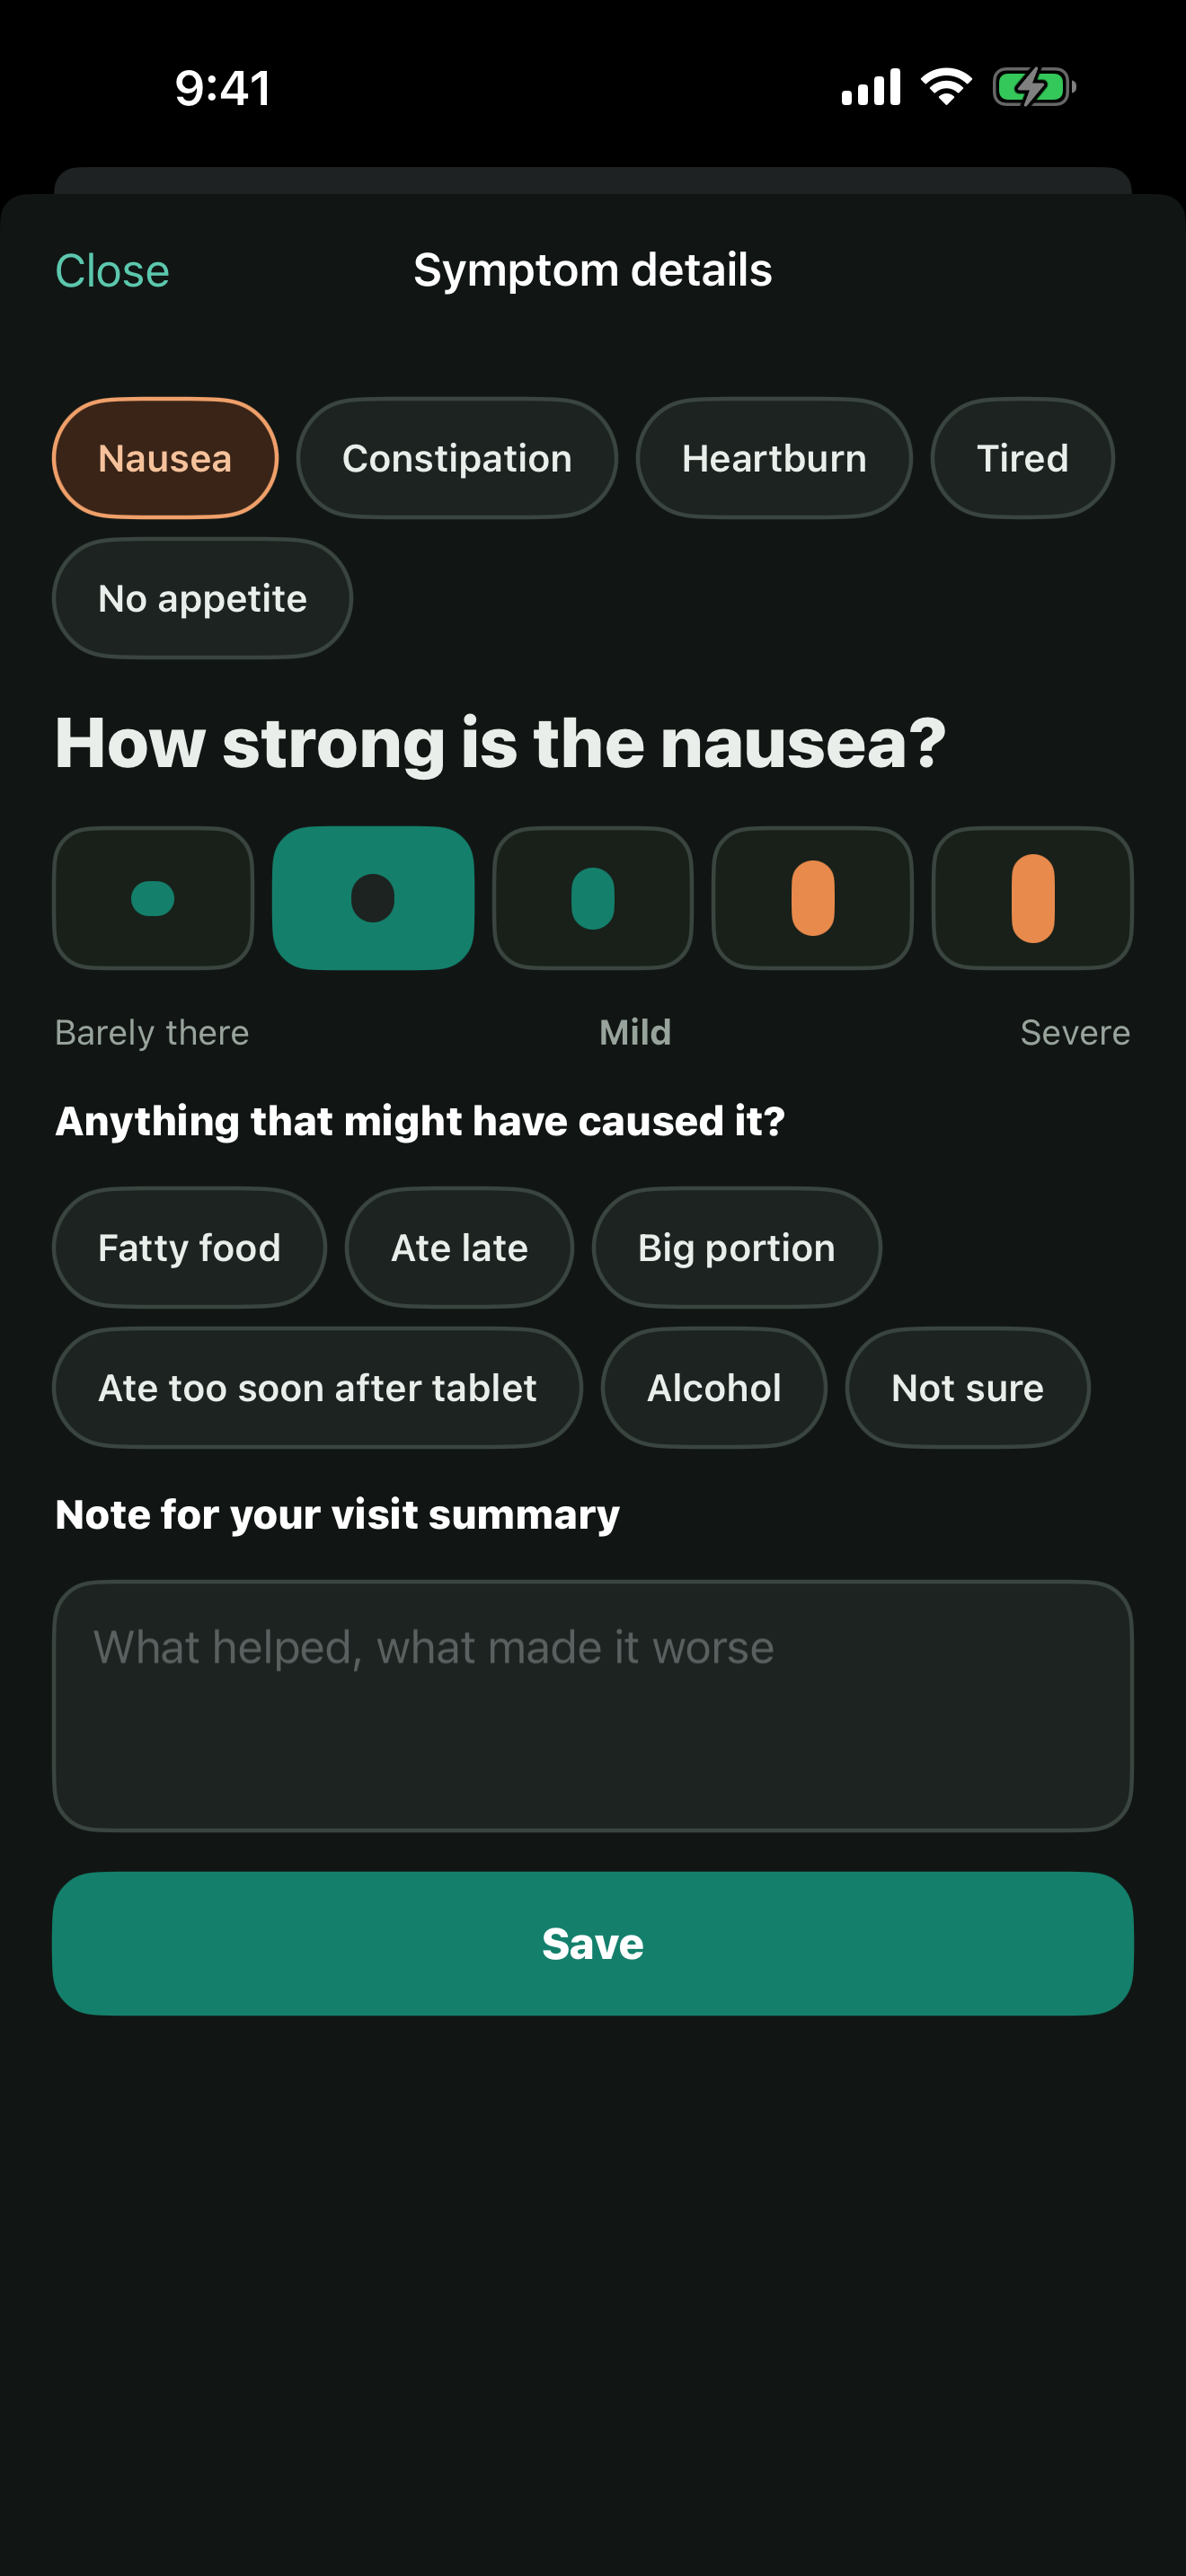 9:41
Close Symptom details
Nausea Constipation Heartburn Tired
No appetite
How strong is the nausea?
Barely there Mild Severe
Anything that might have caused it?
Fatty food Ate late Big portion
Ate too soon after tablet Alcohol Not sure
Note for your visit summary
What helped, what made it worse
Save